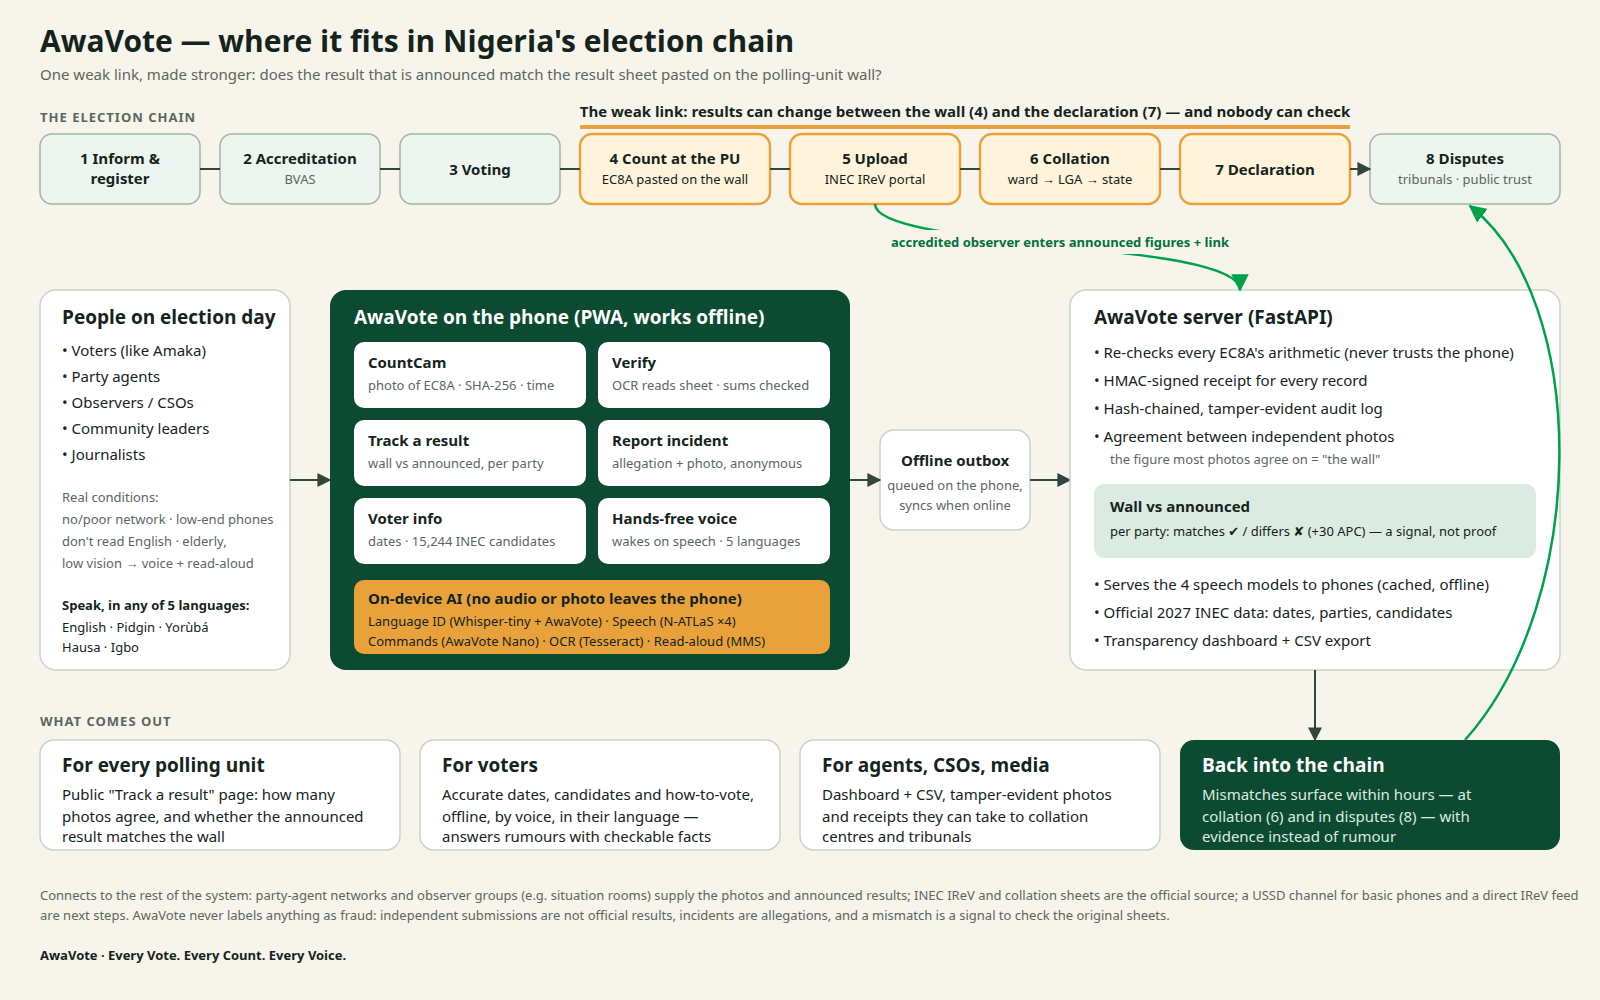 AwaVote — where it fits in Nigeria's election chain
One weak link, made stronger: does the result that is announced match the result sheet pasted on the polling-unit wall?
THE ELECTION CHAIN
The weak link: results can change between the wall (4) and the declaration (7) — and nobody can check
1 Inform &
register
2 Accreditation
BVAS
3 Voting
4 Count at the PU
EC8A pasted on the wall
5 Upload
INEC IReV portal
6 Collation
ward → LGA → state
7 Declaration
8 Disputes
tribunals · public trust
accredited observer enters announced figures + link
People on election day
• Voters (like Amaka)
• Party agents
• Observers / CSOs
• Community leaders
• Journalists
Real conditions:
no/poor network · low-end phones
don't read English · elderly,
low vision → voice + read-aloud
Speak, in any of 5 languages:
English · Pidgin · Yorùbá
Hausa · Igbo
AwaVote on the phone (PWA, works offline)
CountCam
photo of EC8A · SHA-256 · time
Verify
OCR reads sheet · sums checked
Track a result
wall vs announced, per party
Report incident
allegation + photo, anonymous
Voter info
dates · 15,244 INEC candidates
Hands-free voice
wakes on speech · 5 languages
On-device AI (no audio or photo leaves the phone)
Language ID (Whisper-tiny + AwaVote) · Speech (N-ATLaS ×4)
Commands (AwaVote Nano) · OCR (Tesseract) · Read-aloud (MMS)
Offline outbox
queued on the phone,
syncs when online
AwaVote server (FastAPI)
• Re-checks every EC8A's arithmetic (never trusts the phone)
• HMAC-signed receipt for every record
• Hash-chained, tamper-evident audit log
• Agreement between independent photos
the figure most photos agree on = "the wall"
Wall vs announced
per party: matches ✔ / differs ✘ (+30 APC) — a signal, not proof
• Serves the 4 speech models to phones (cached, offline)
• Official 2027 INEC data: dates, parties, candidates
• Transparency dashboard + CSV export
WHAT COMES OUT
For every polling unit
Public "Track a result" page: how many
photos agree, and whether the announced
result matches the wall
For voters
Accurate dates, candidates and how-to-vote,
offline, by voice, in their language —
answers rumours with checkable facts
For agents, CSOs, media
Dashboard + CSV, tamper-evident photos
and receipts they can take to collation
centres and tribunals
Back into the chain
Mismatches surface within hours — at
collation (6) and in disputes (8) — with
evidence instead of rumour
Connects to the rest of the system: party-agent networks and observer groups (e.g. situation rooms) supply the photos and announced results; INEC IReV and collation sheets are the official source; a USSD channel for basic phones and a direct IReV feed
are next steps. AwaVote never labels anything as fraud: independent submissions are not official results, incidents are allegations, and a mismatch is a signal to check the original sheets.
AwaVote · Every Vote. Every Count. Every Voice.